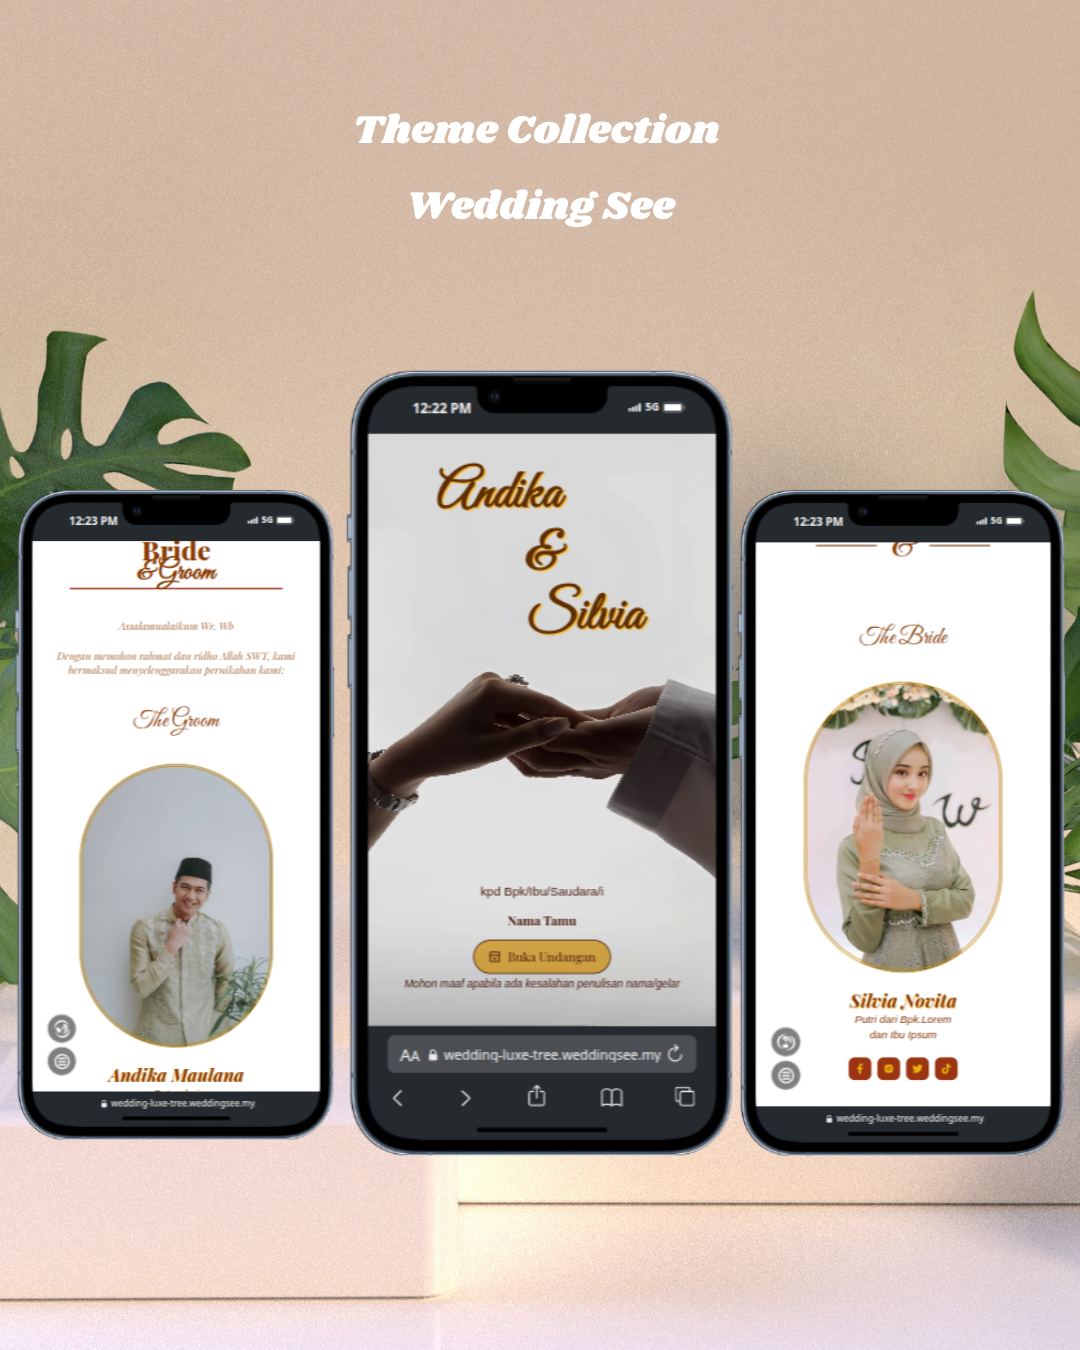 Theme Collection
Wedding See
12:23 PM
5G
Bride
& Groom
Assalamualaikum Wr. Wb
Dengan memohon rahmat dan ridho Allah SWT, kami
bermaksud menyelenggarakan pernikahan kami:
The Groom
Andika Maulana
wedding-luxe-tree.weddingsee.my
12:22 PM
5G
Andika
&
Silvia
kpd Bpk/Ibu/Saudara/i
Nama Tamu
Buka Undangan
Mohon maaf apabila ada kesalahan penulisan nama/gelar
AA wedding-luxe-tree.weddingsee.my
12:23 PM
5G
&
The Bride
W
Silvia Novita
Putri dari Bpk.Lorem
dan Ibu Ipsum
wedding-luxe-tree.weddingsee.my